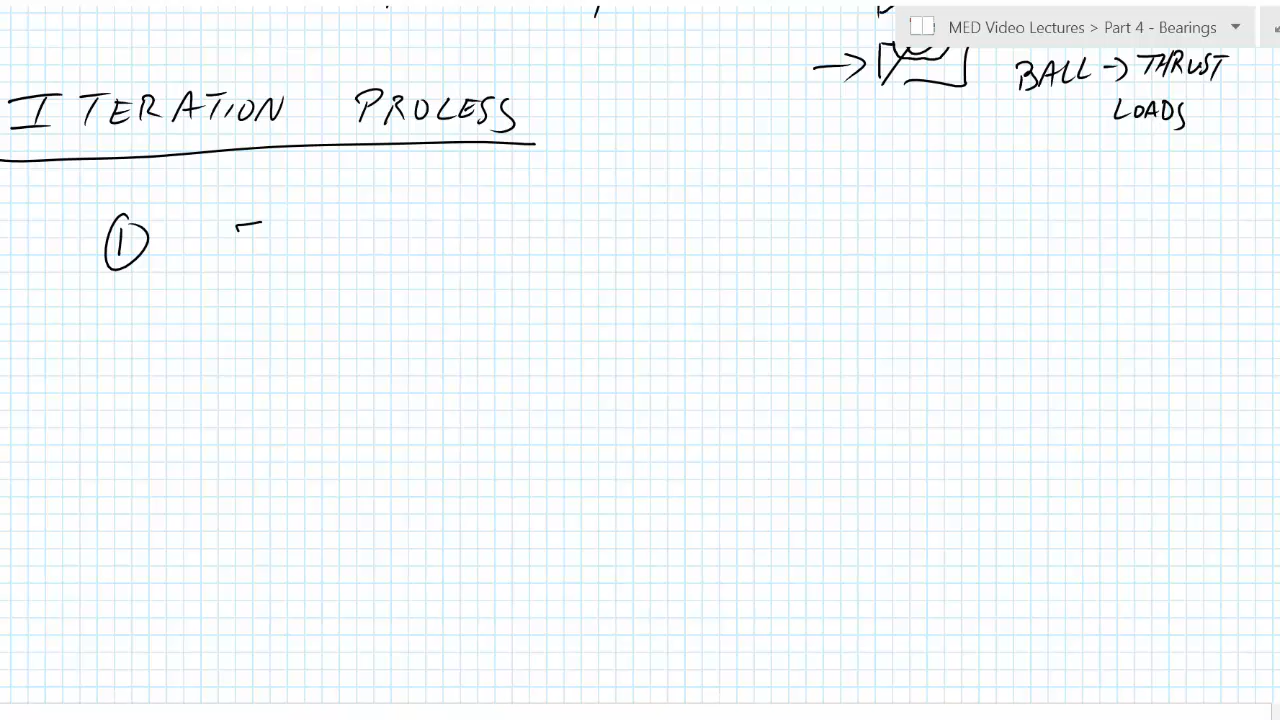 MED Video Lectures > Part 4 - Bearings
BALL → THRUST
LOADS
ITERATION PROCESS
①